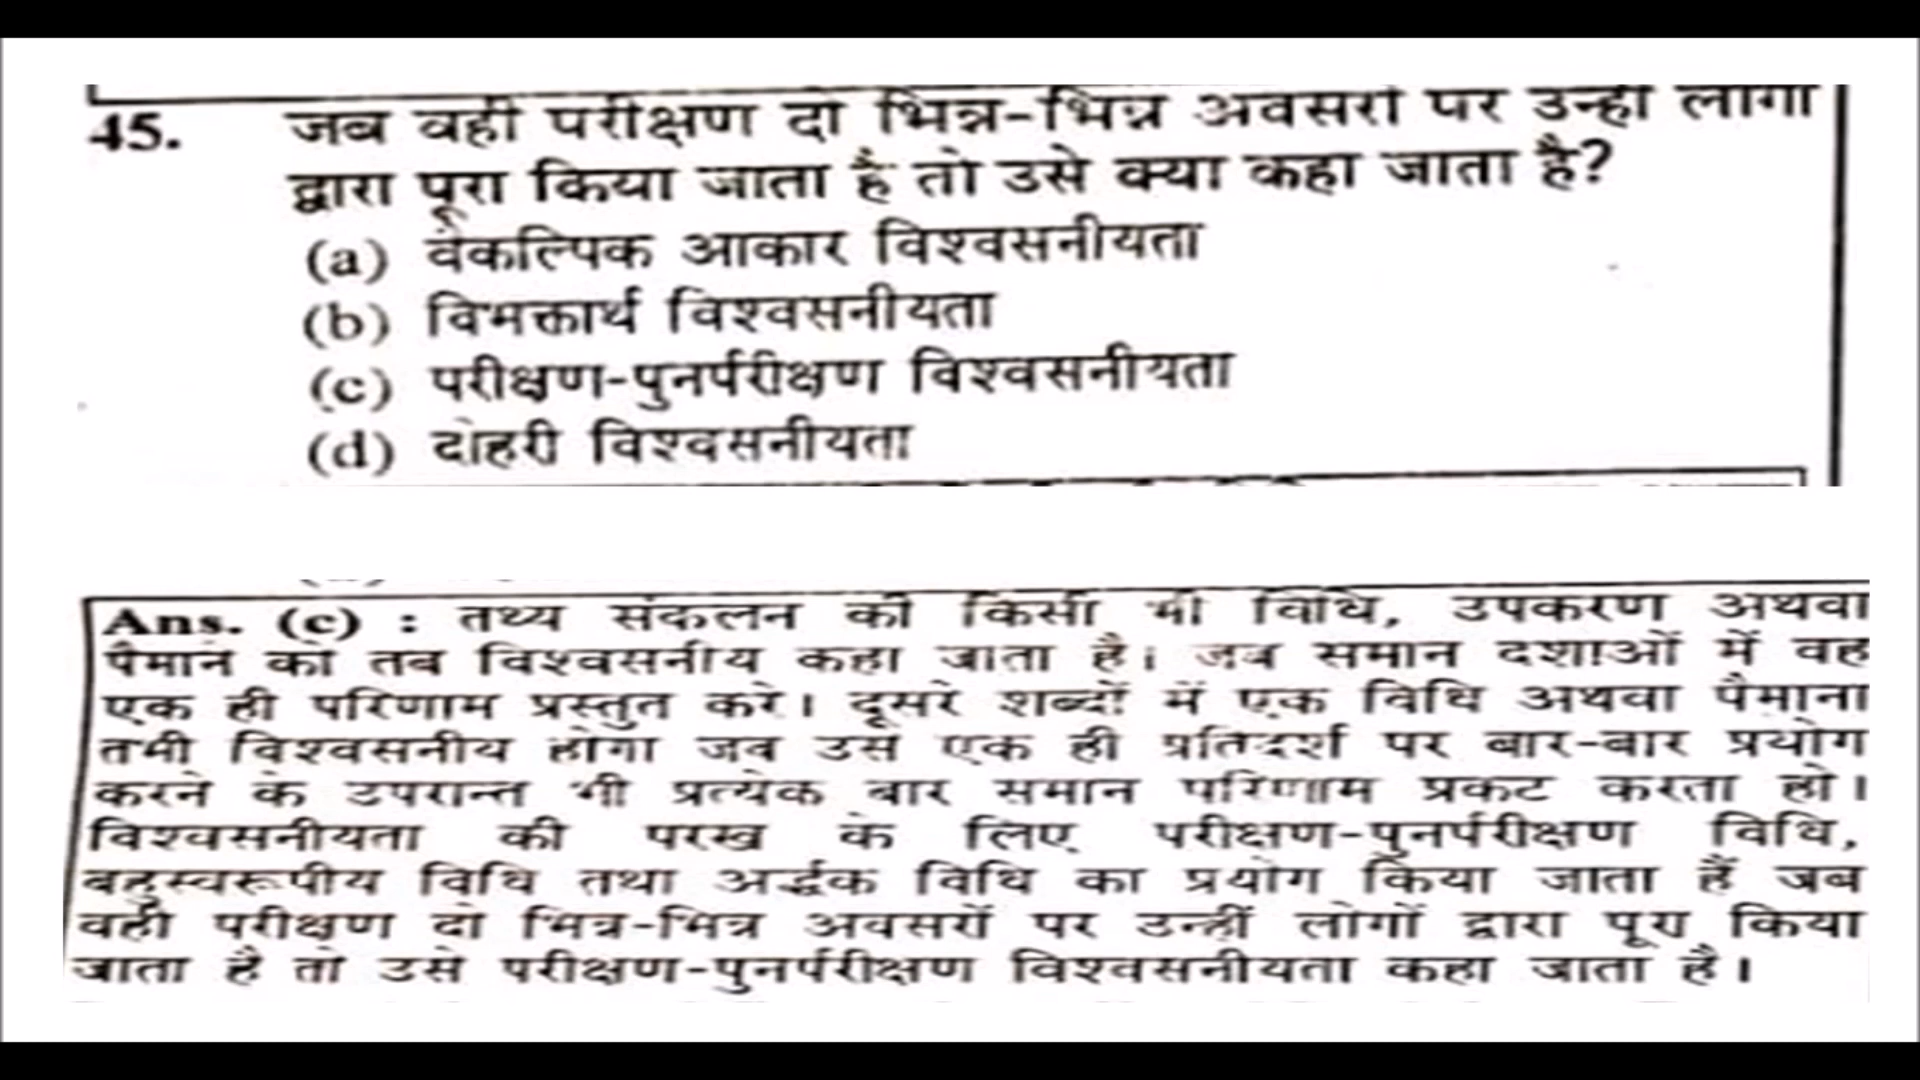 45. जब वही परीक्षण दो भिन्न-भिन्न अवसरों पर उन्हीं लोगों
द्वारा पूरा किया जाता है तो उसे क्या कहा जाता है?
(a) वैकल्पिक आकार विश्वसनीयता
(b) विभक्तार्ध विश्वसनीयता
(c) परीक्षण-पुनर्परीक्षण विश्वसनीयता
(d) दोहरी विश्वसनीयता
Ans. (c) : तथ्य संकलन की किसी भी विधि, उपकरण अथवा
पैमाने को तब विश्वसनीय कहा जाता है। जब समान दशाओं में वह
एक ही परिणाम प्रस्तुत करे। दूसरे शब्दों में एक विधि अथवा पैमाना
तभी विश्वसनीय होगा जब उसे एक ही प्रतिदर्श पर बार-बार प्रयोग
करने के उपरान्त भी प्रत्येक बार समान परिणाम प्रकट करता हो।
विश्वसनीयता की परख के लिए परीक्षण-पुनर्परीक्षण विधि,
बहुस्वरूपीय विधि तथा अर्द्धक विधि का प्रयोग किया जाता हैं जब
वही परीक्षण दो भिन्न-भिन्न अवसरों पर उन्हीं लोगों द्वारा पूरा किया
जाता है तो उसे परीक्षण-पुनर्परीक्षण विश्वसनीयता कहा जाता है।